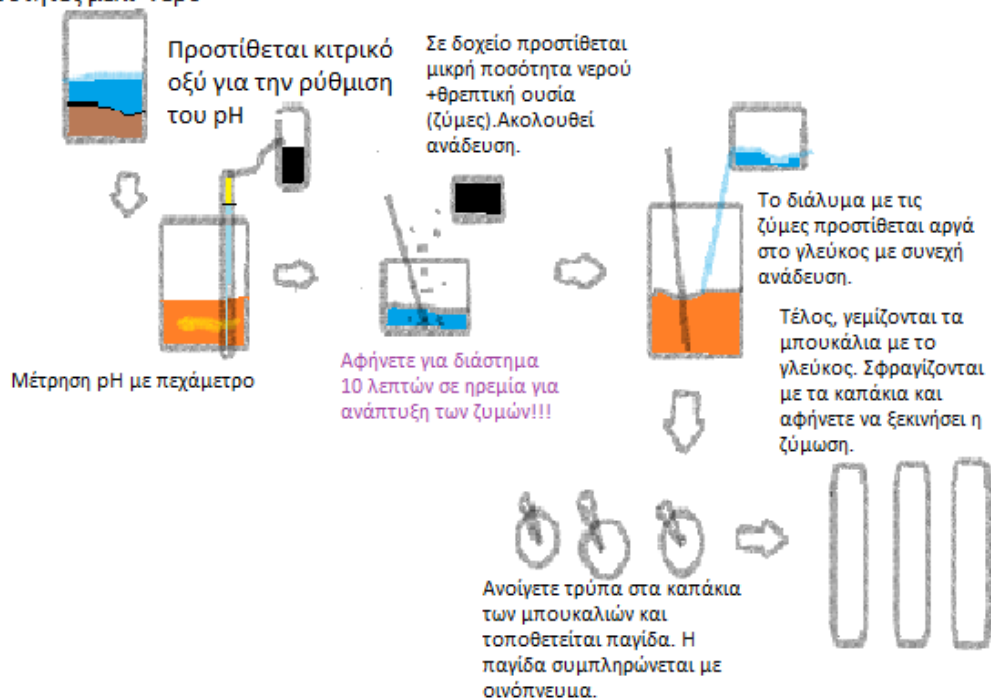 Προστίθεται κιτρικό
οξύ για την ρύθμιση
του pH
Σε δοχείο προστίθεται
μικρή ποσότητα νερού
+θρεπτική ουσία
(ζύμες).Ακολουθεί
ανάδευση.
Το διάλυμα με τις
ζύμες προστίθεται αργά
στο γλεύκος με συνεχή
ανάδευση.
Μέτρηση pH με πεχάμετρο
Αφήνετε για διάστημα
10 λεπτών σε ηρεμία για
ανάπτυξη των ζυμών!!!
Τέλος, γεμίζονται τα
μπουκάλια με το
γλεύκος. Σφραγίζονται
με τα καπάκια και
αφήνετε να ξεκινήσει η
ζύμωση.
Ανοίγετε τρύπα στα καπάκια
των μπουκαλιών και
τοποθετείται παγίδα. Η
παγίδα συμπληρώνεται με
οινόπνευμα.